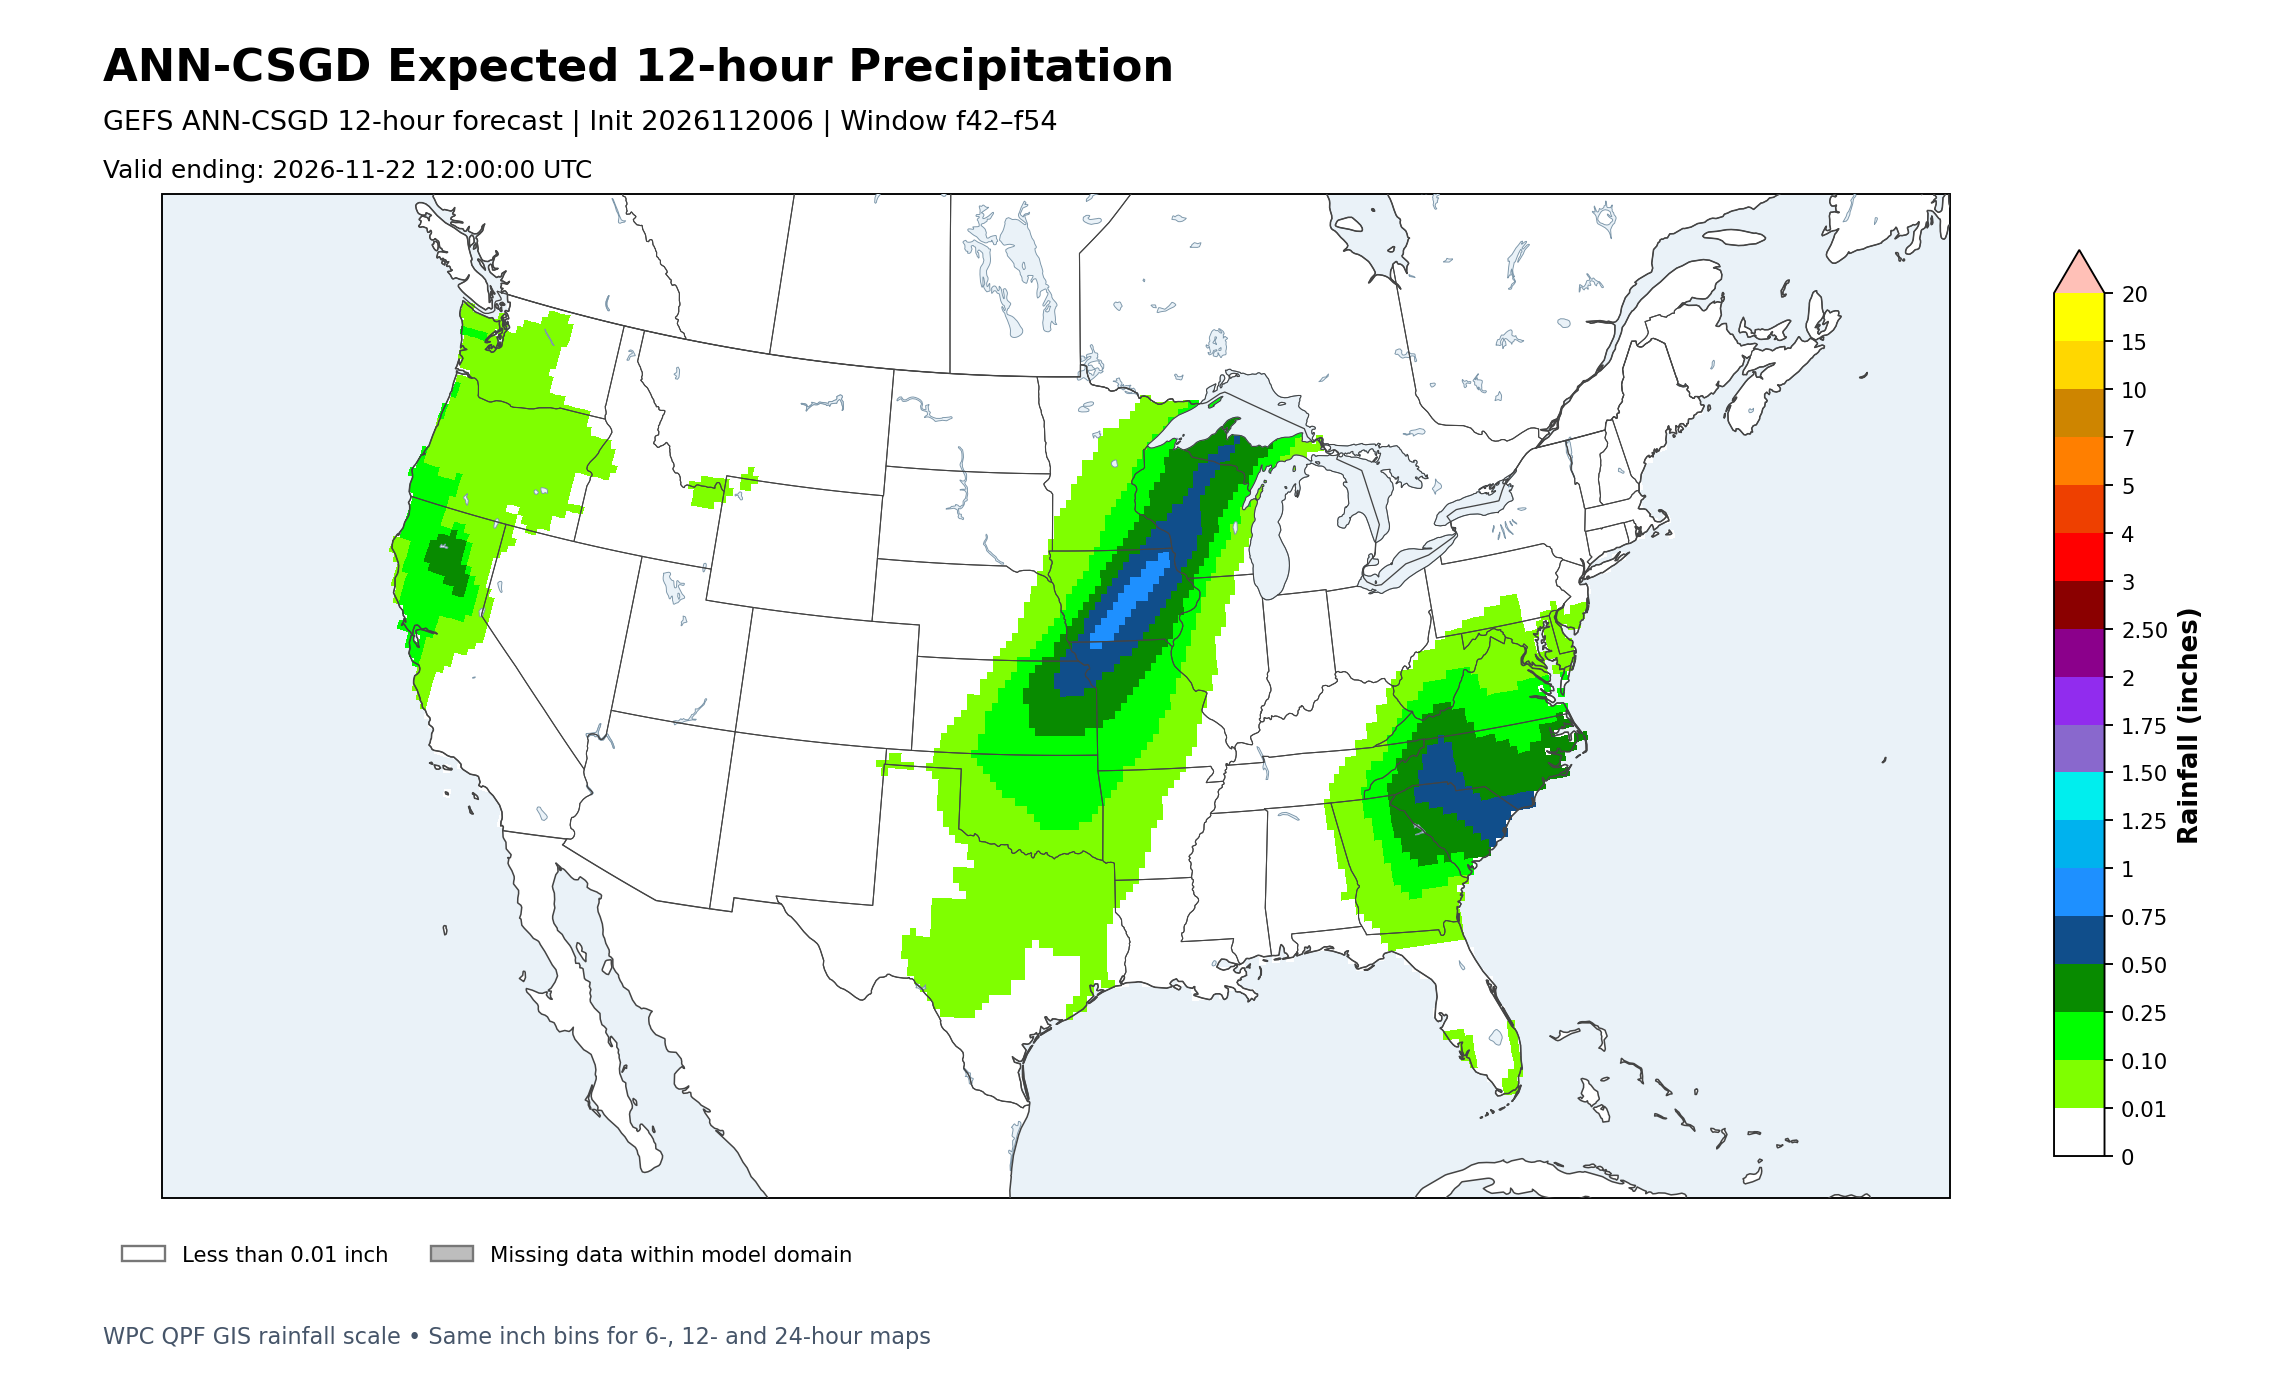 ANN-CSGD Expected 12-hour Precipitation
GEFS ANN-CSGD 12-hour forecast | Init 2026112006 | Window f42–f54
Valid ending: 2026-11-22 12:00:00 UTC
20
15
10
7
5
4
3
2.50
2
1.75
1.50
1.25
1
0.75
0.50
0.25
0.10
0.01
0
Rainfall (inches)
Less than 0.01 inch
Missing data within model domain
WPC QPF GIS rainfall scale • Same inch bins for 6-, 12- and 24-hour maps